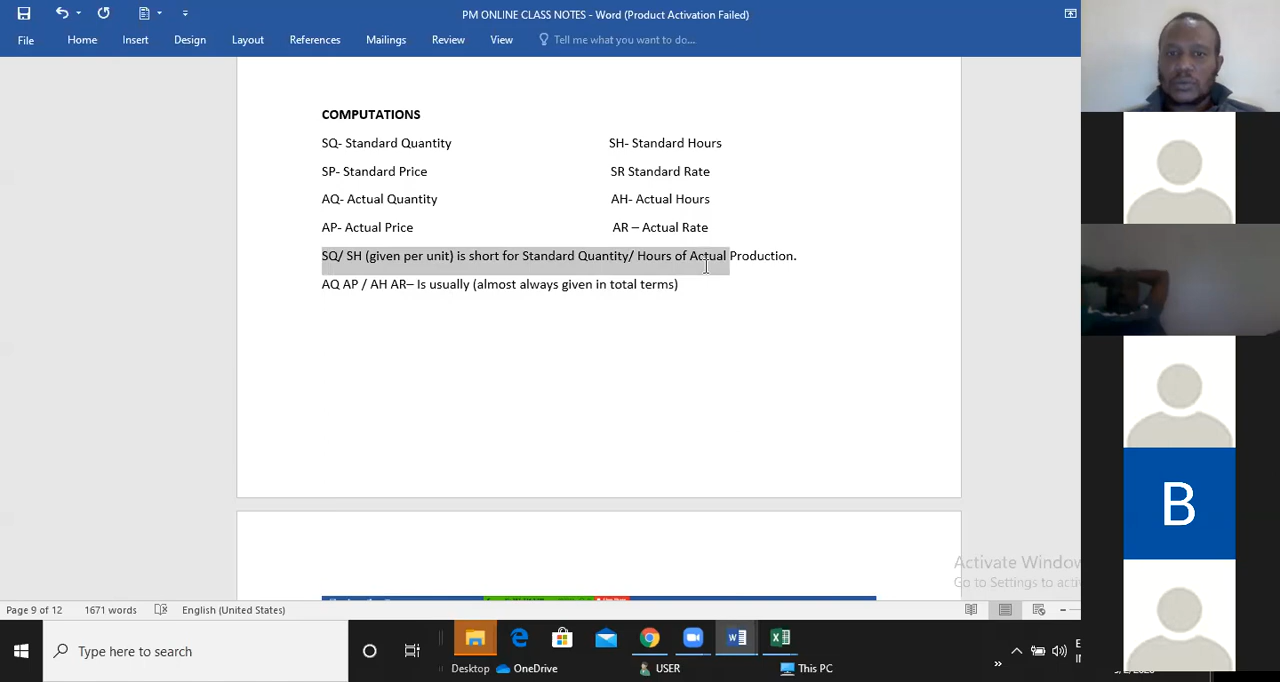 PM ONLINE CLASS NOTES - Word (Product Activation Failed)
File Home Insert Design Layout References Mailings Review View Tell me what you want to do...
COMPUTATIONS
SQ- Standard Quantity SH- Standard Hours
SP- Standard Price SR Standard Rate
AQ- Actual Quantity AH- Actual Hours
AP- Actual Price AR – Actual Rate
SQ/ SH (given per unit) is short for Standard Quantity/ Hours of Actual Production.
AQ AP / AH AR– Is usually (almost always given in total terms)
B
Activate Window
Go to Settings to acti
Page 9 of 12 1671 words English (United States)
Type here to search
Desktop OneDrive USER This PC